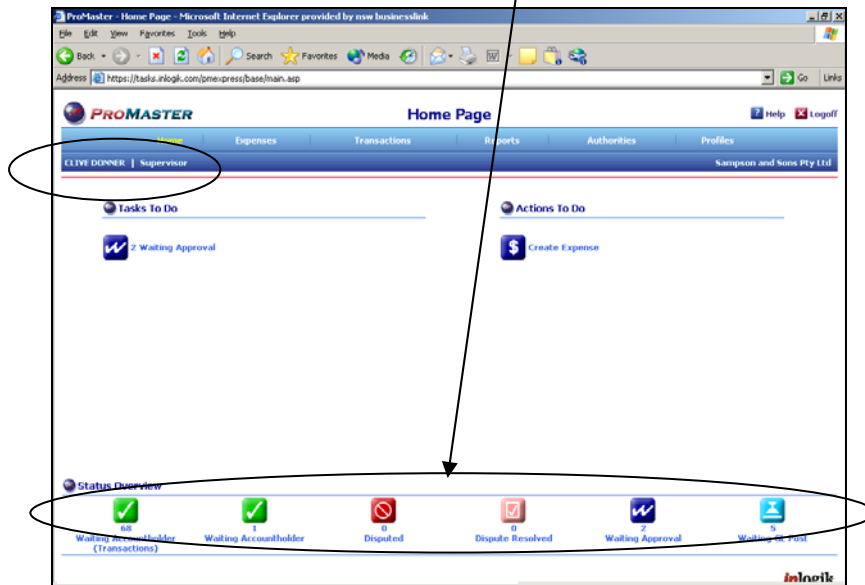 ProMaster - Home Page - Microsoft Internet Explorer provided by nsw businesslink
File Edit View Favorites Tools Help
Back Search Favorites Media
Address https://tasks.inlogik.com/pmexpress/base/main.asp Go Links
PROMASTER Home Page Help Logoff
Home Expenses Transactions Reports Authorities Profiles
CLIVE DONNER | Supervisor Sampson and Sons Pty Ltd
Tasks To Do Actions To Do
2 Waiting Approval Create Expense
Status Overview
68 1 0 0 2 5
Waiting Accountholder Waiting Accountholder Disputed Dispute Resolved Waiting Approval Waiting GL Post
(Transactions)
inlogik